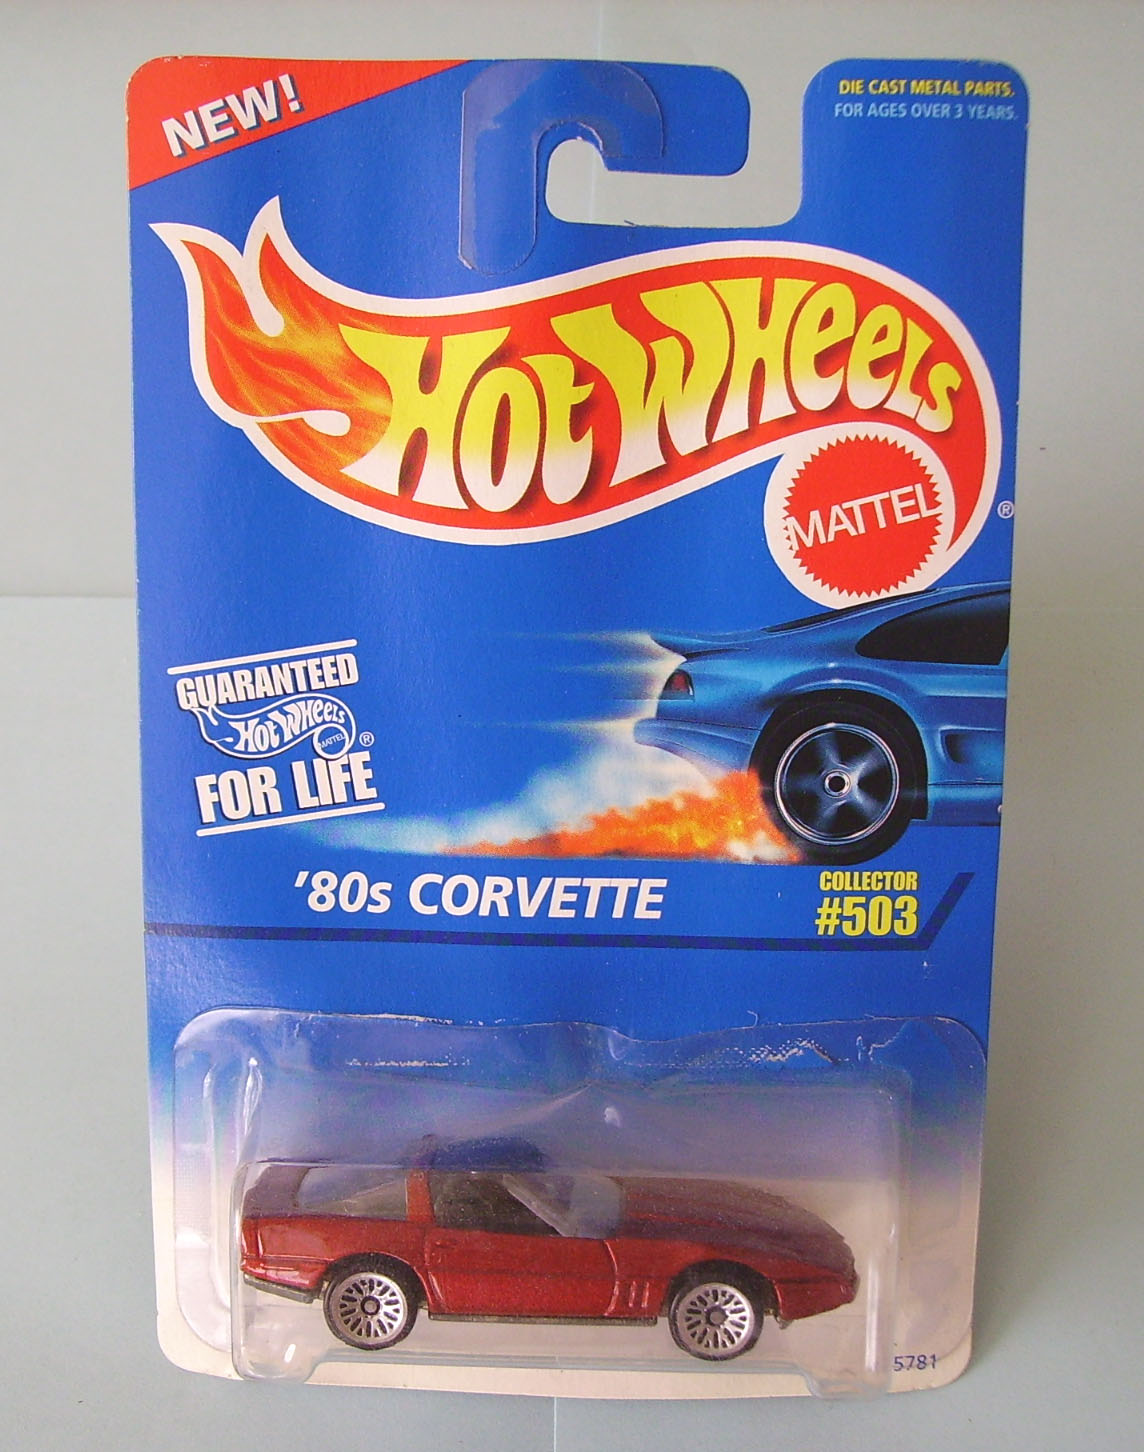 NEW!
DIE CAST METAL PARTS.
FOR AGES OVER 3 YEARS.
HOT WHEELS
MATTEL
®
GUARANTEED
HOT WHEELS
MATTEL ®
FOR LIFE
'80s CORVETTE
COLLECTOR
#503
5781